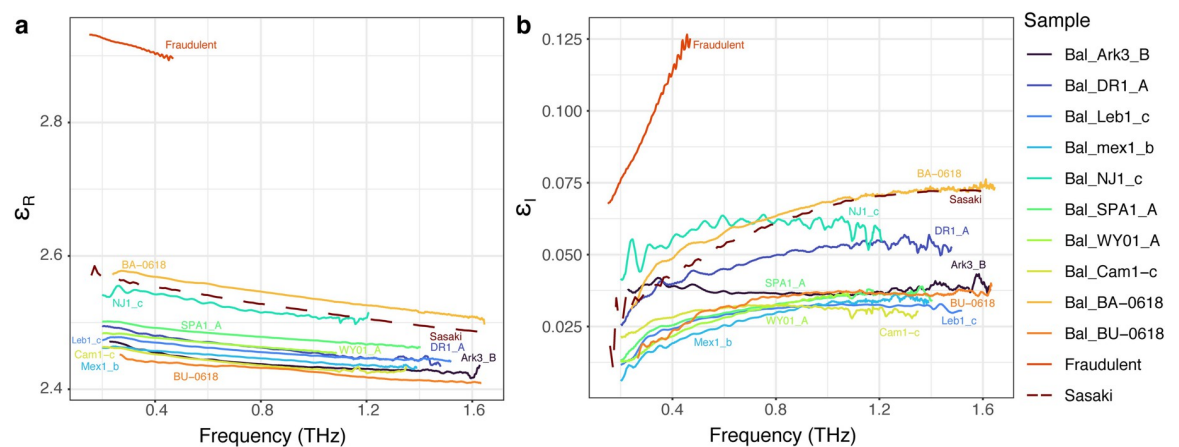 a
εR
2.8
2.6
2.4
Fraudulent
BA-0618
NJ1_c
SPA1_A
Leb1_c
WY01_A
Sasaki
DR1_A
Cam1-c
Ark3_B
Mex1_b
BU-0618
0.4
0.8
1.2
1.6
Frequency (THz)
b
εI
0.125
0.100
0.075
0.050
0.025
Fraudulent
BA-0618
Sasaki
NJ1_c
DR1_A
Ark3_B
SPA1_A
BU-0618
WY01_A
Leb1_c
Cam1-c
Mex1_b
0.4
0.8
1.2
1.6
Frequency (THz)
Sample
Bal_Ark3_B
Bal_DR1_A
Bal_Leb1_c
Bal_mex1_b
Bal_NJ1_c
Bal_SPA1_A
Bal_WY01_A
Bal_Cam1-c
Bal_BA-0618
Bal_BU-0618
Fraudulent
Sasaki